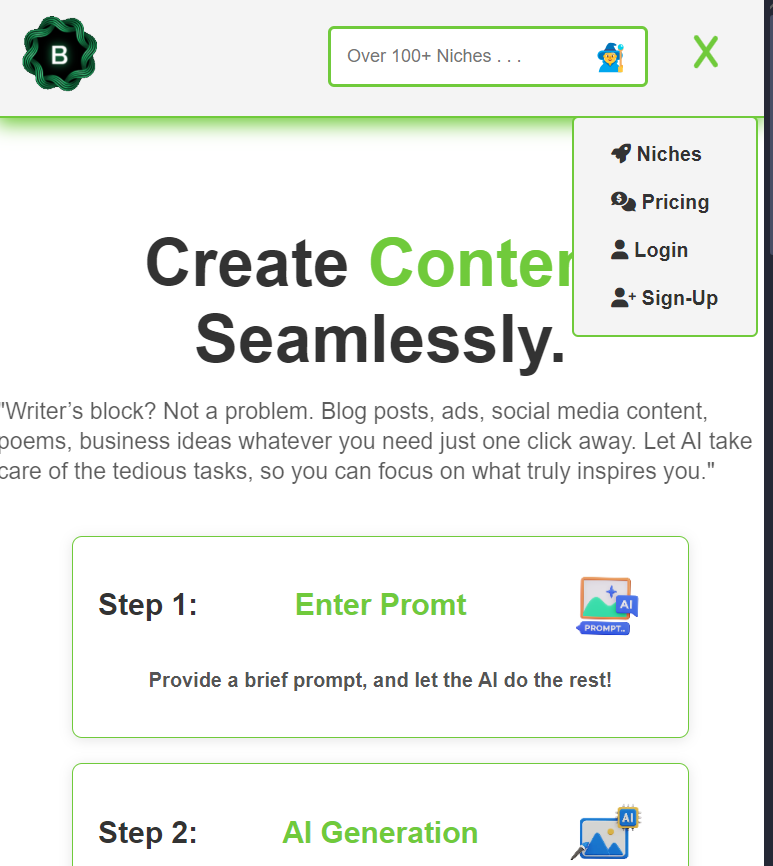 B
Over 100+ Niches . . .
X
Niches
Pricing
Login
Sign-Up
Create Conten
Seamlessly.
"Writer’s block? Not a problem. Blog posts, ads, social media content,
poems, business ideas whatever you need just one click away. Let AI take
care of the tedious tasks, so you can focus on what truly inspires you."
Step 1:
Enter Promt
AI
PROMPT..
Provide a brief prompt, and let the AI do the rest!
Step 2:
AI Generation
AI